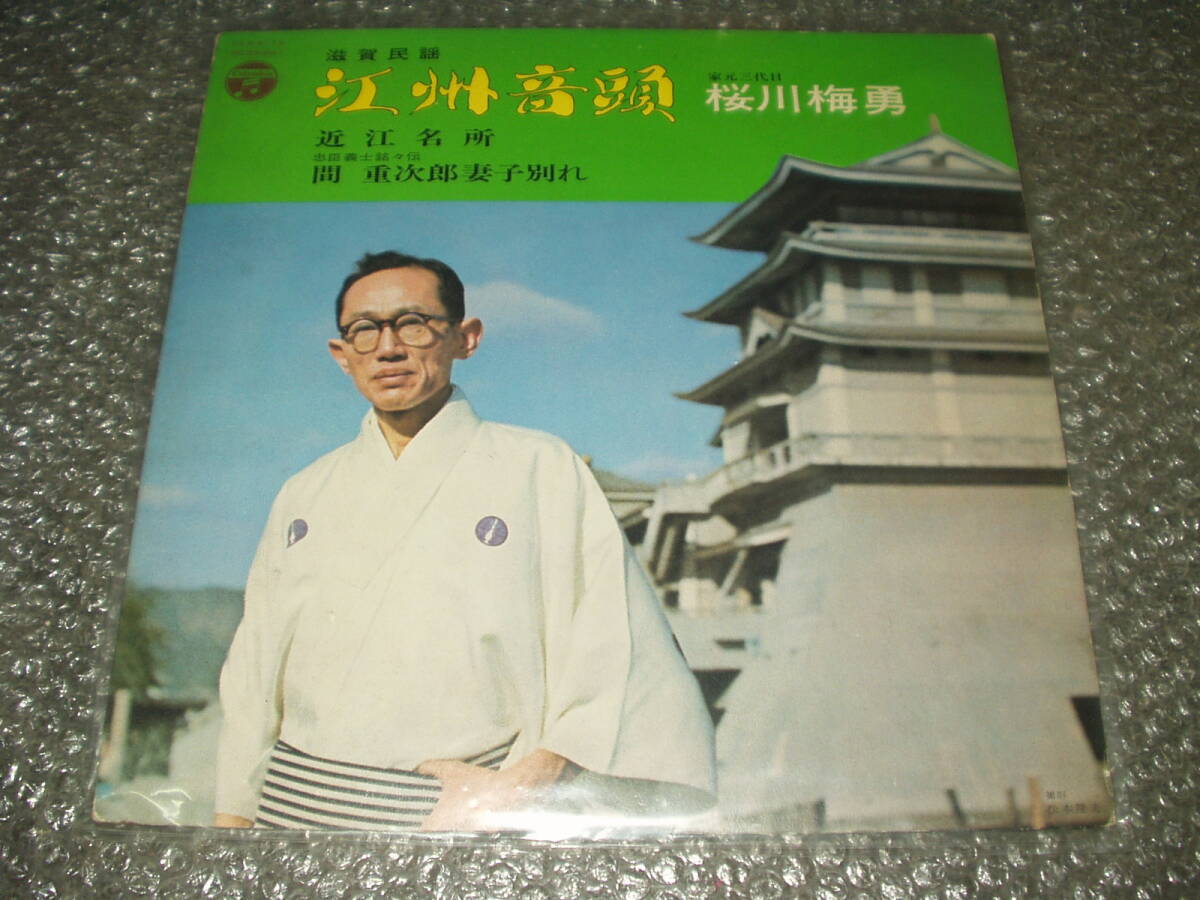 滋賀民謡
江州音頭
家元三代目
桜川梅勇
近江名所
忠臣義士銘々伝
間 重次郎妻子別れ